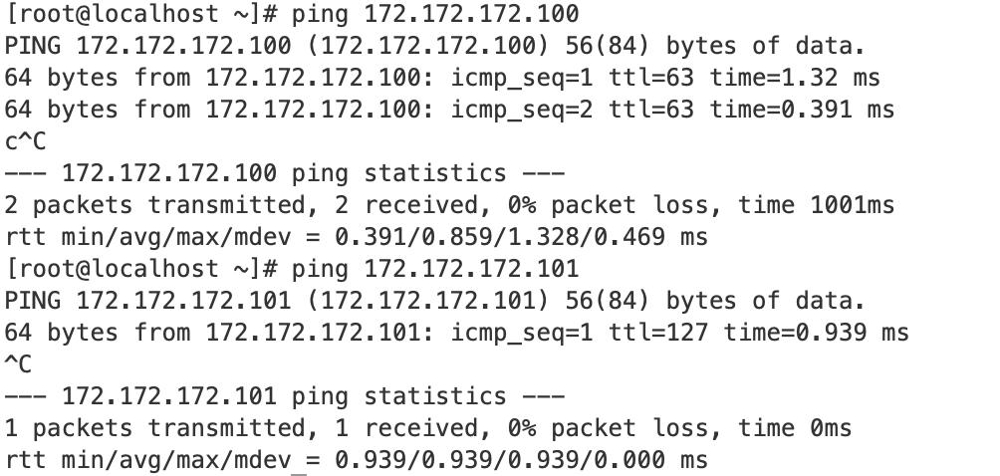 [root@localhost ~]# ping 172.172.172.100
PING 172.172.172.100 (172.172.172.100) 56(84) bytes of data.
64 bytes from 172.172.172.100: icmp_seq=1 ttl=63 time=1.32 ms
64 bytes from 172.172.172.100: icmp_seq=2 ttl=63 time=0.391 ms
c^C
--- 172.172.172.100 ping statistics ---
2 packets transmitted, 2 received, 0% packet loss, time 1001ms
rtt min/avg/max/mdev = 0.391/0.859/1.328/0.469 ms
[root@localhost ~]# ping 172.172.172.101
PING 172.172.172.101 (172.172.172.101) 56(84) bytes of data.
64 bytes from 172.172.172.101: icmp_seq=1 ttl=127 time=0.939 ms
^C
--- 172.172.172.101 ping statistics ---
1 packets transmitted, 1 received, 0% packet loss, time 0ms
rtt min/avg/max/mdev = 0.939/0.939/0.939/0.000 ms